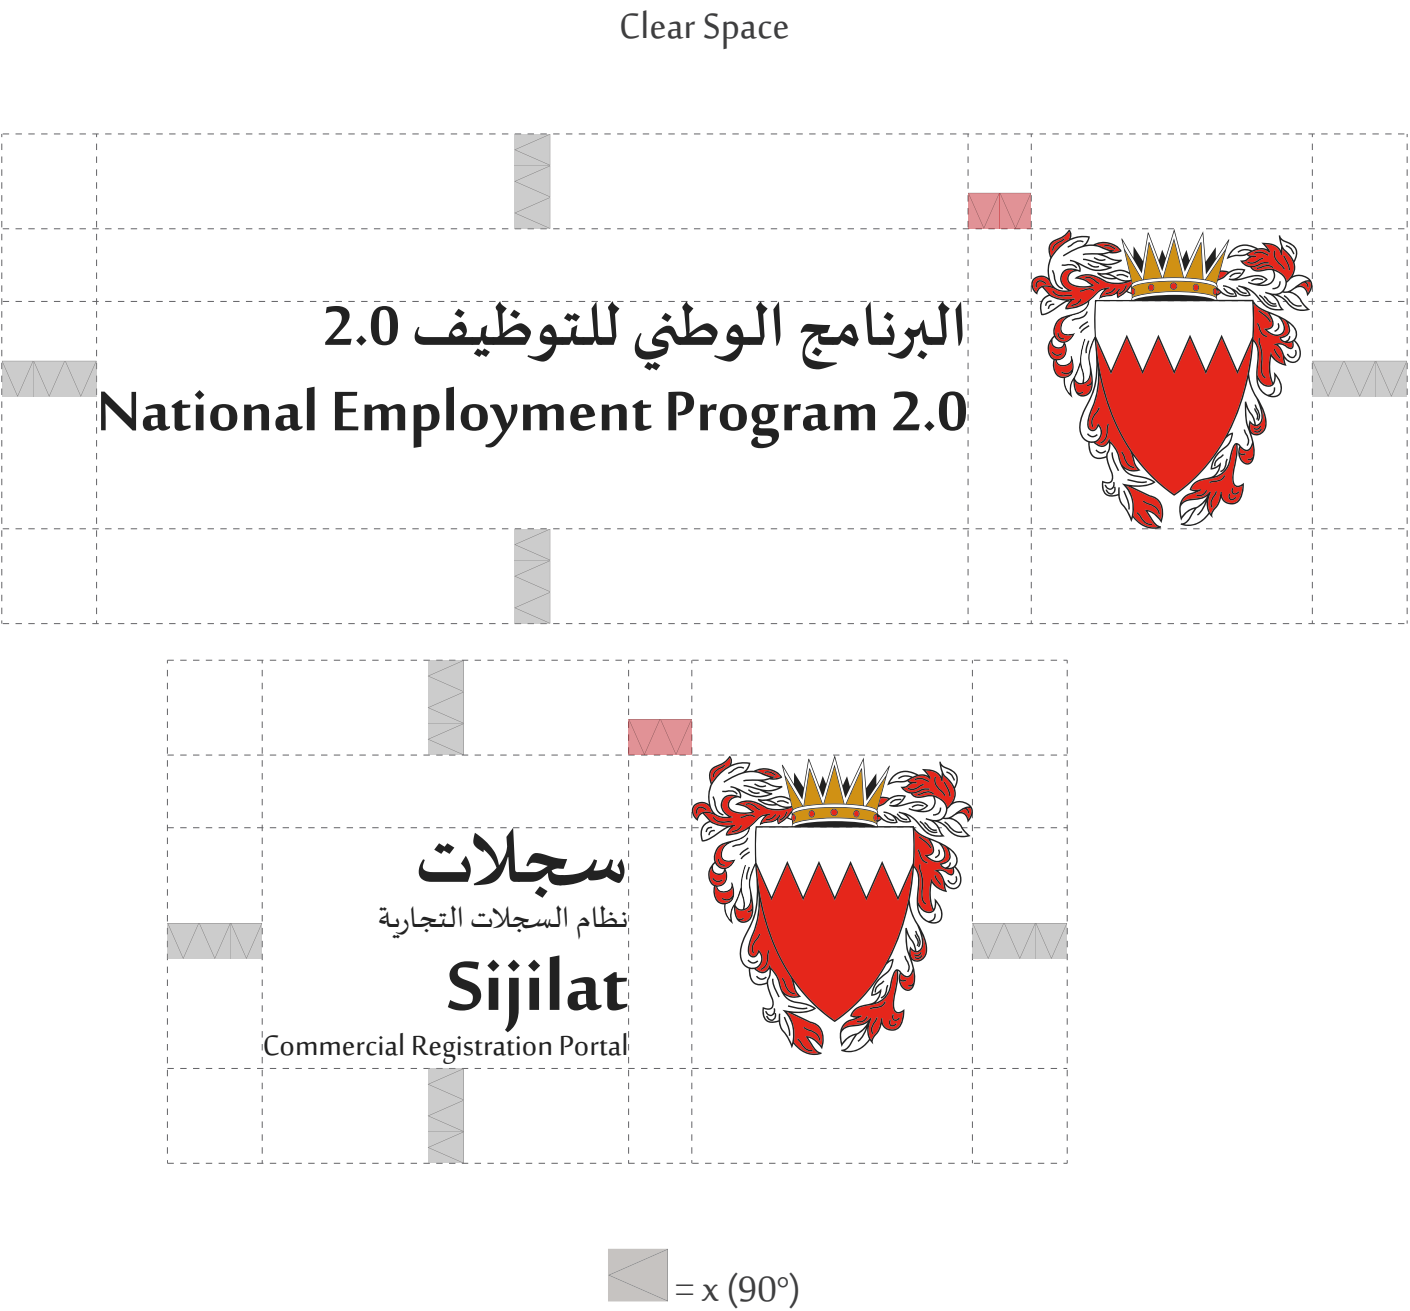 Clear Space
البرنامج الوطني للتوظيف 2.0
National Employment Program 2.0
سجلات
نظام السجلات التجارية
Sijilat
Commercial Registration Portal
= x (90°)